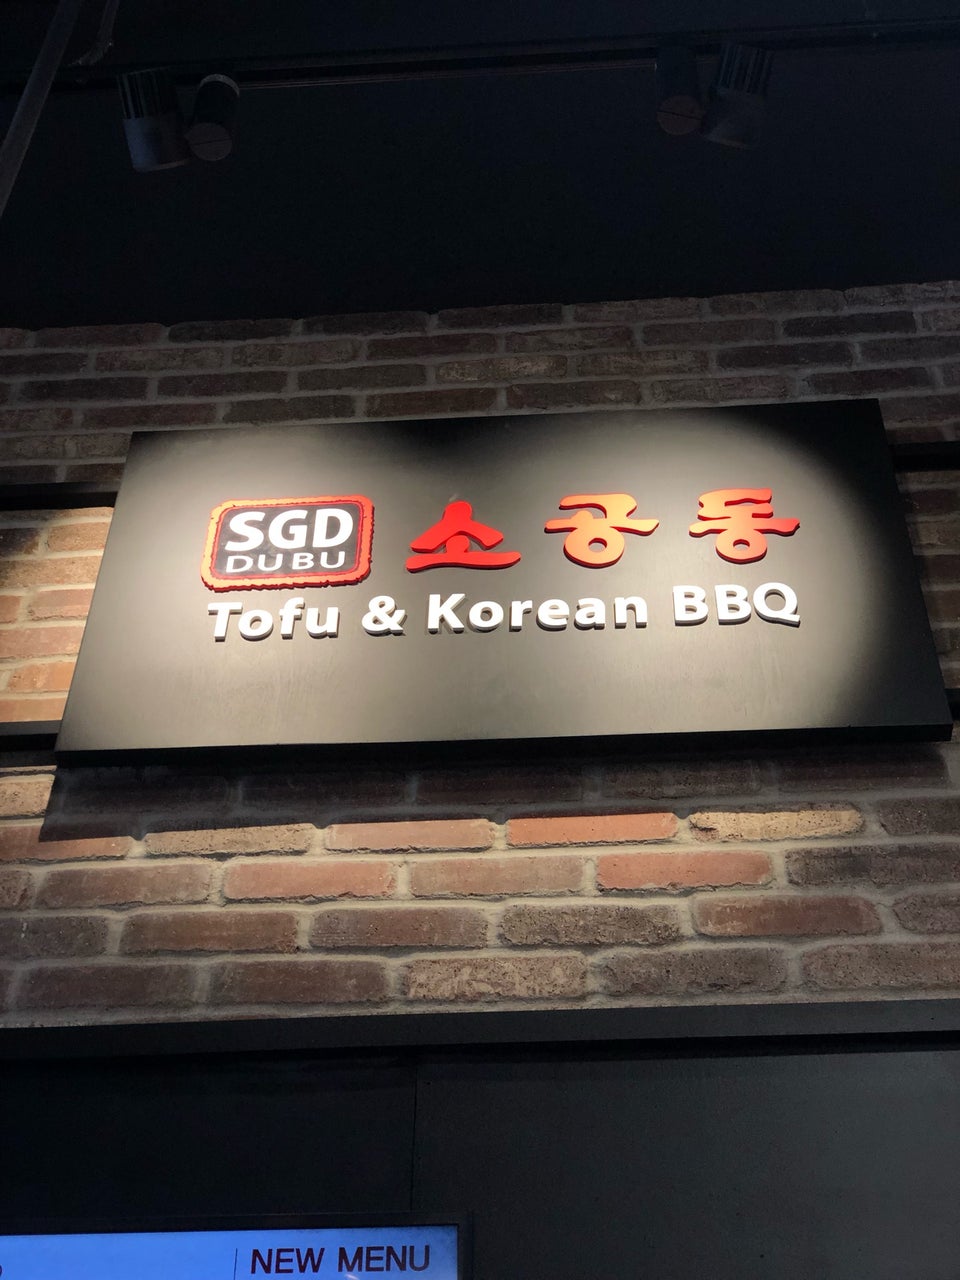 SGD
DUBU
소공동
Tofu & Korean BBQ
NEW MENU